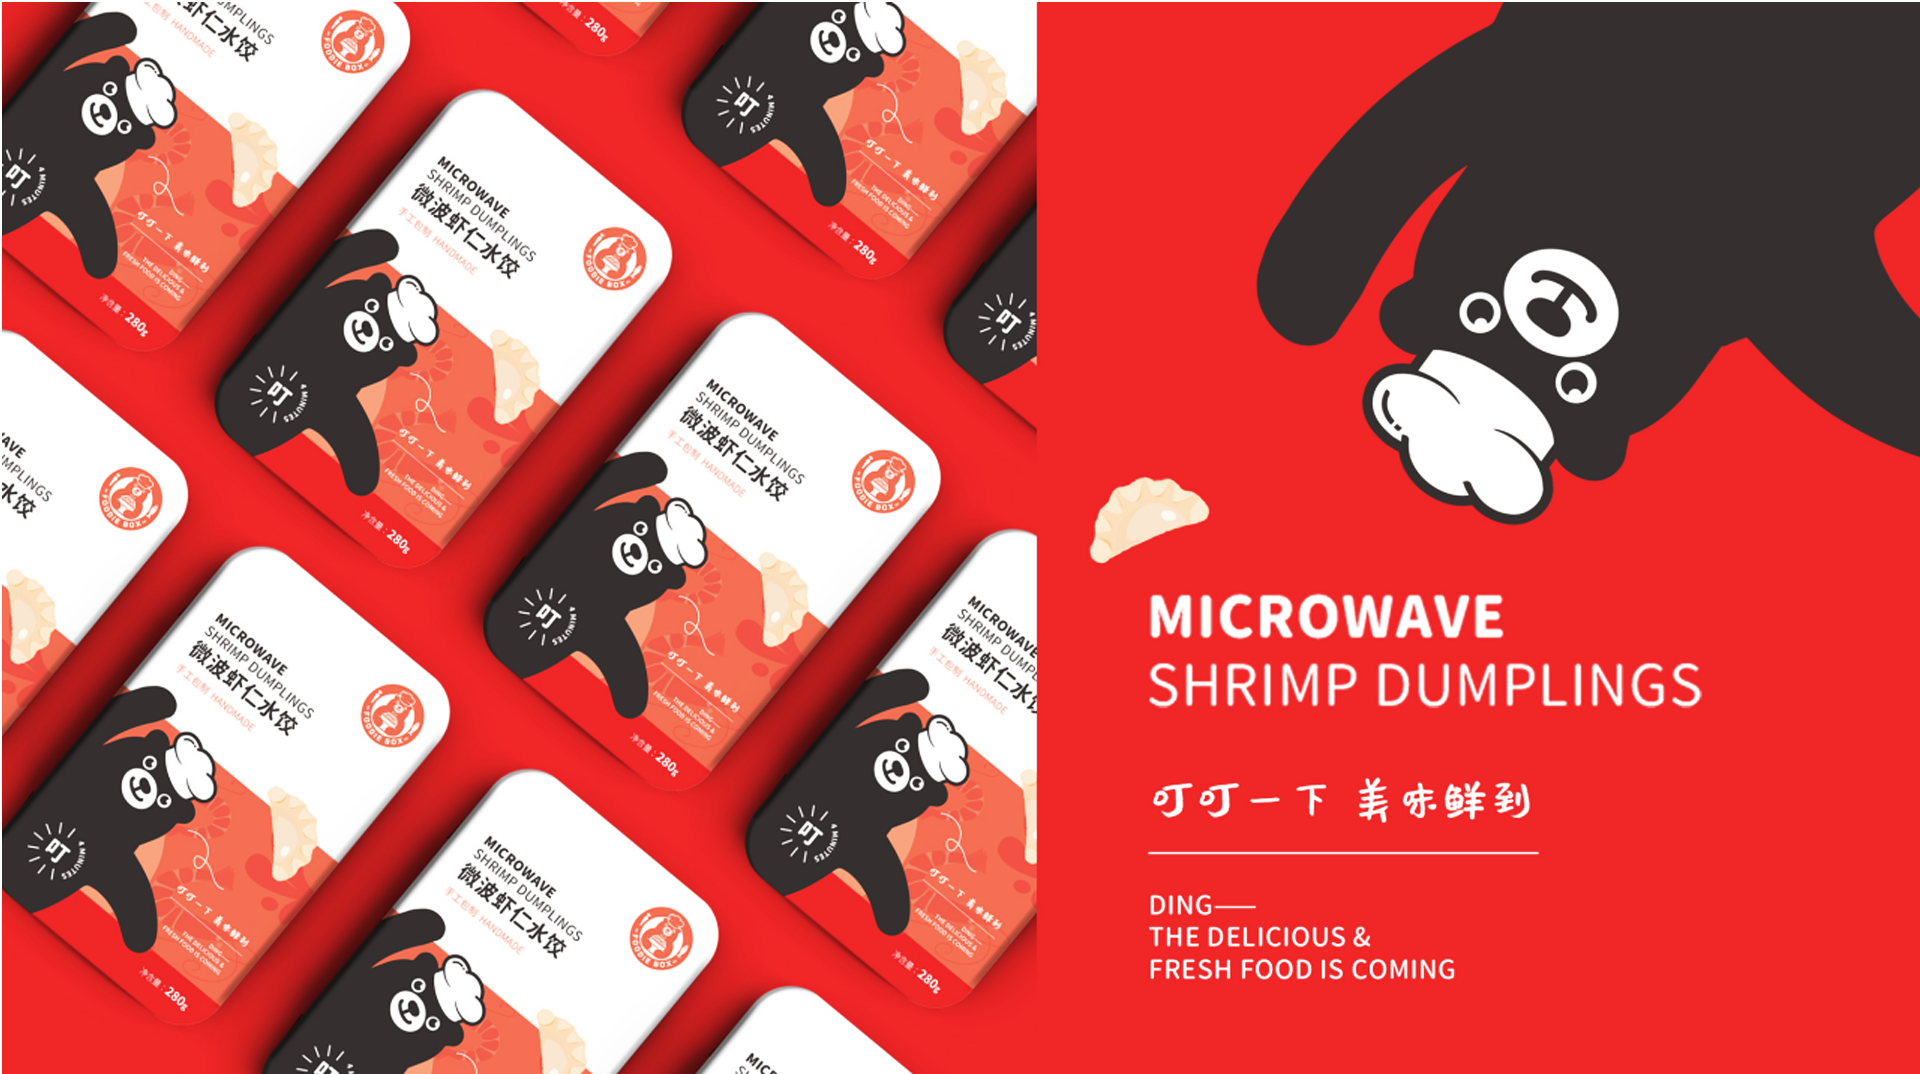 MICROWAVE
SHRIMP DUMPLINGS
微波虾仁水饺
手工包制 HANDMADE
FOODIE BOX
叮
4 MINUTES
叮叮一下 美味鲜到
DING——
THE DELICIOUS &
FRESH FOOD IS COMING
净含量：280g
MICROWAVE
SHRIMP DUMPLINGS
叮叮一下 美味鲜到
DING——
THE DELICIOUS &
FRESH FOOD IS COMING